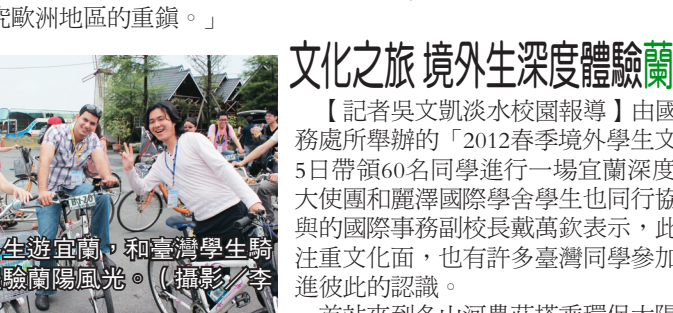 究歐洲地區的重鎮。」
生遊宜蘭，和臺灣學生騎
驗蘭陽風光。（攝影／李
文化之旅 境外生深度體驗蘭
【記者吳文凱淡水校園報導】由國
務處所舉辦的「2012春季境外學生文
5日帶領60名同學進行一場宜蘭深度
大使團和麗澤國際學舍學生也同行協
與的國際事務副校長戴萬欽表示，此
注重文化面，也有許多臺灣同學參加
進彼此的認識。